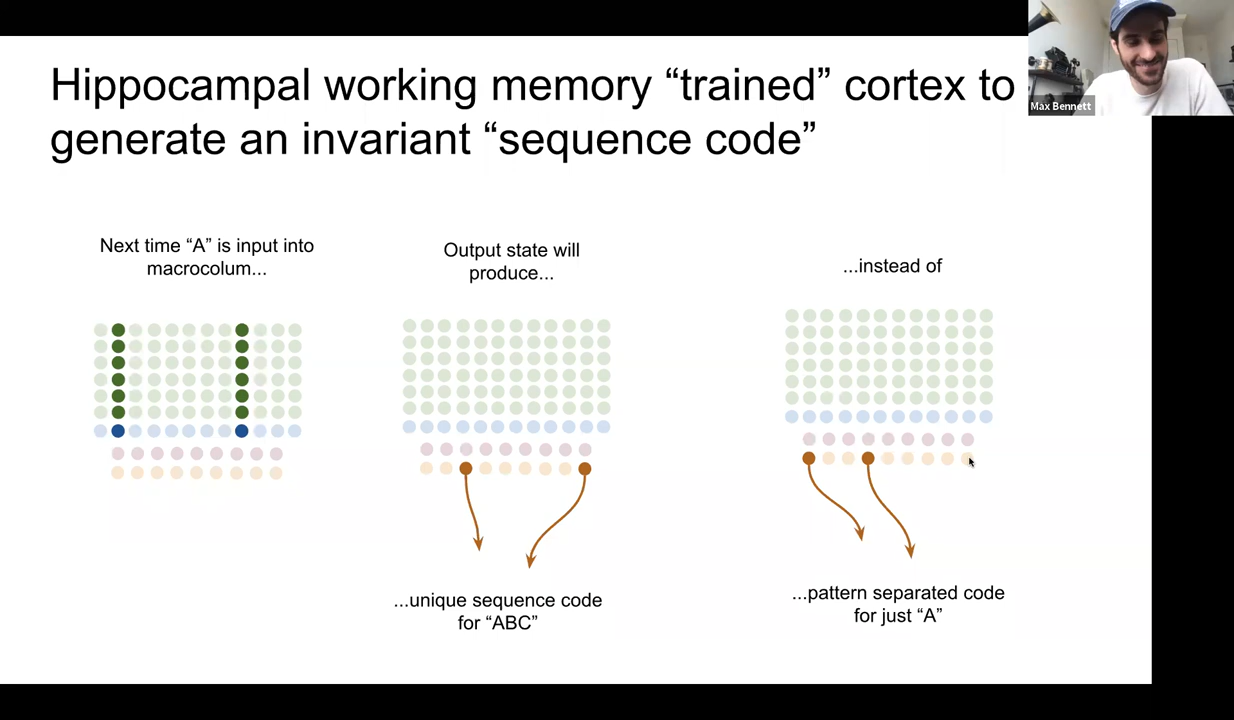 Hippocampal working memory “trained” cortex to
generate an invariant “sequence code”
Max Bennett
Next time “A” is input into
macrocolum...
Output state will
produce...
...instead of
...unique sequence code
for “ABC”
...pattern separated code
for just “A”